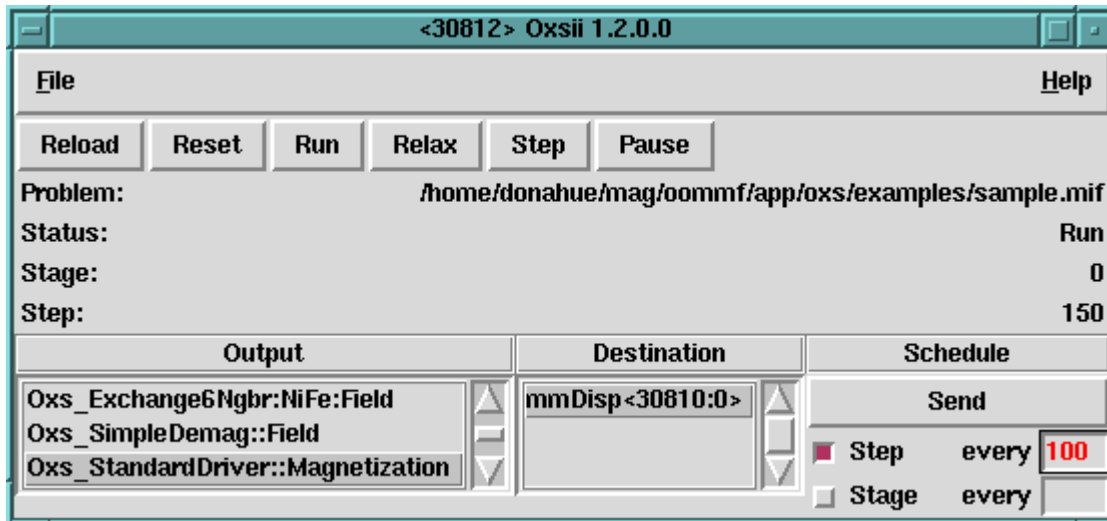 <30812> Oxsii 1.2.0.0
File Help
Reload Reset Run Relax Step Pause
Problem: /home/donahue/mag/oommf/app/oxs/examples/sample.mif
Status: Run
Stage: 0
Step: 150
Output Destination Schedule
Oxs_Exchange6Ngbr:NiFe:Field
Oxs_SimpleDemag::Field
Oxs_StandardDriver::Magnetization
mmDisp<30810:0>
Send
Step every 100
Stage every